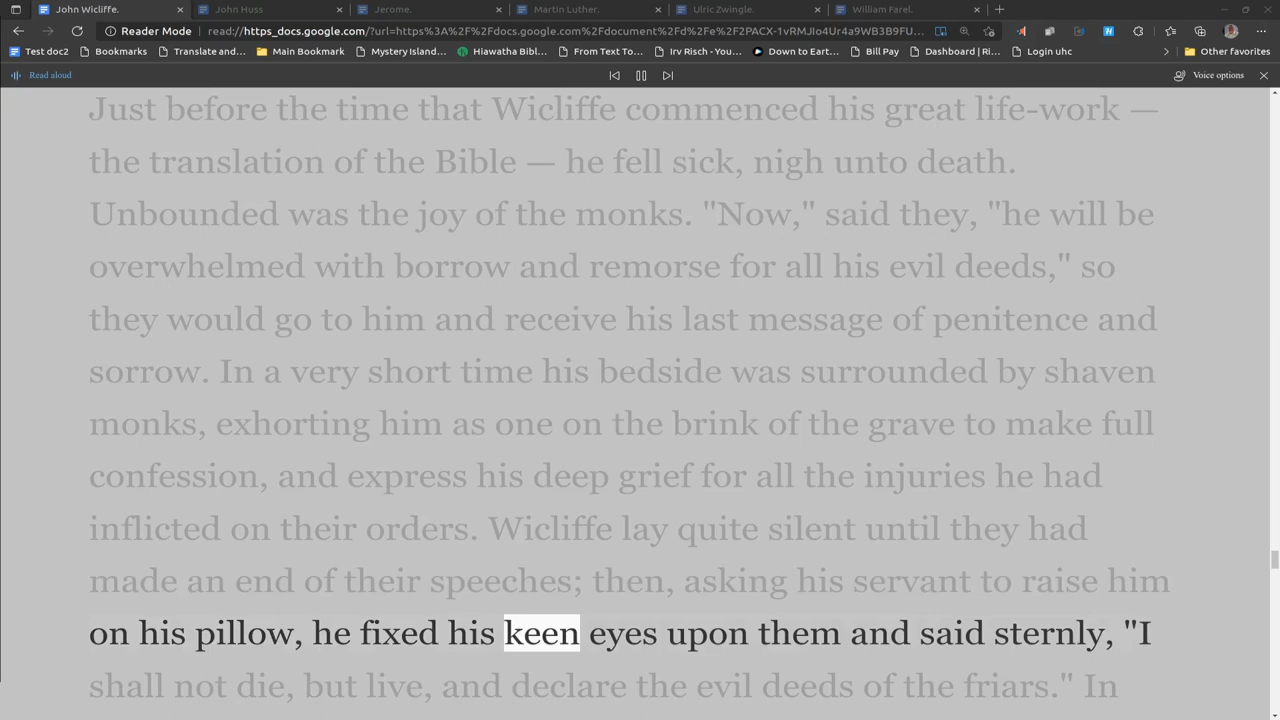 John Wicliffe.
John Huss
Jerome.
Martin Luther.
Ulric Zwingle.
William Farel.
Reader Mode
read://https_docs.google.com/?url=https%3A%2F%2Fdocs.google.com%2Fdocument%2Fd%2Fe%2F2PACX-1vRMJIo4Ur4a9WB3B9FU...
Test doc2
Bookmarks
Translate and...
Main Bookmark
Mystery Island...
Hiawatha Bibl...
From Text To...
Irv Risch - You...
Down to Eart...
Bill Pay
Dashboard | Ri...
Login uhc
Other favorites
Read aloud
Voice options
Just before the time that Wicliffe commenced his great life-work —
the translation of the Bible — he fell sick, nigh unto death.
Unbounded was the joy of the monks. "Now," said they, "he will be
overwhelmed with borrow and remorse for all his evil deeds," so
they would go to him and receive his last message of penitence and
sorrow. In a very short time his bedside was surrounded by shaven
monks, exhorting him as one on the brink of the grave to make full
confession, and express his deep grief for all the injuries he had
inflicted on their orders. Wicliffe lay quite silent until they had
made an end of their speeches; then, asking his servant to raise him
on his pillow, he fixed his keen eyes upon them and said sternly, "I
shall not die, but live, and declare the evil deeds of the friars." In